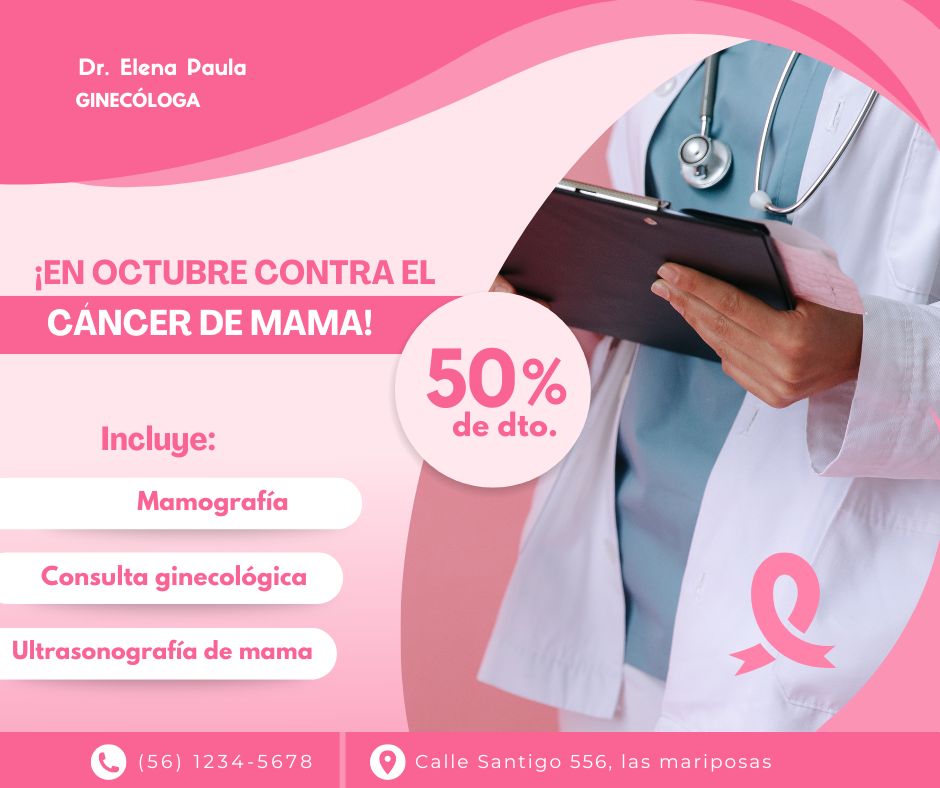 Dr. Elena Paula
GINECÓLOGA
¡EN OCTUBRE CONTRA EL
CÁNCER DE MAMA!
50%
de dto.
Incluye:
Mamografía
Consulta ginecológica
Ultrasonografía de mama
(56) 1234-5678
Calle Santigo 556, las mariposas